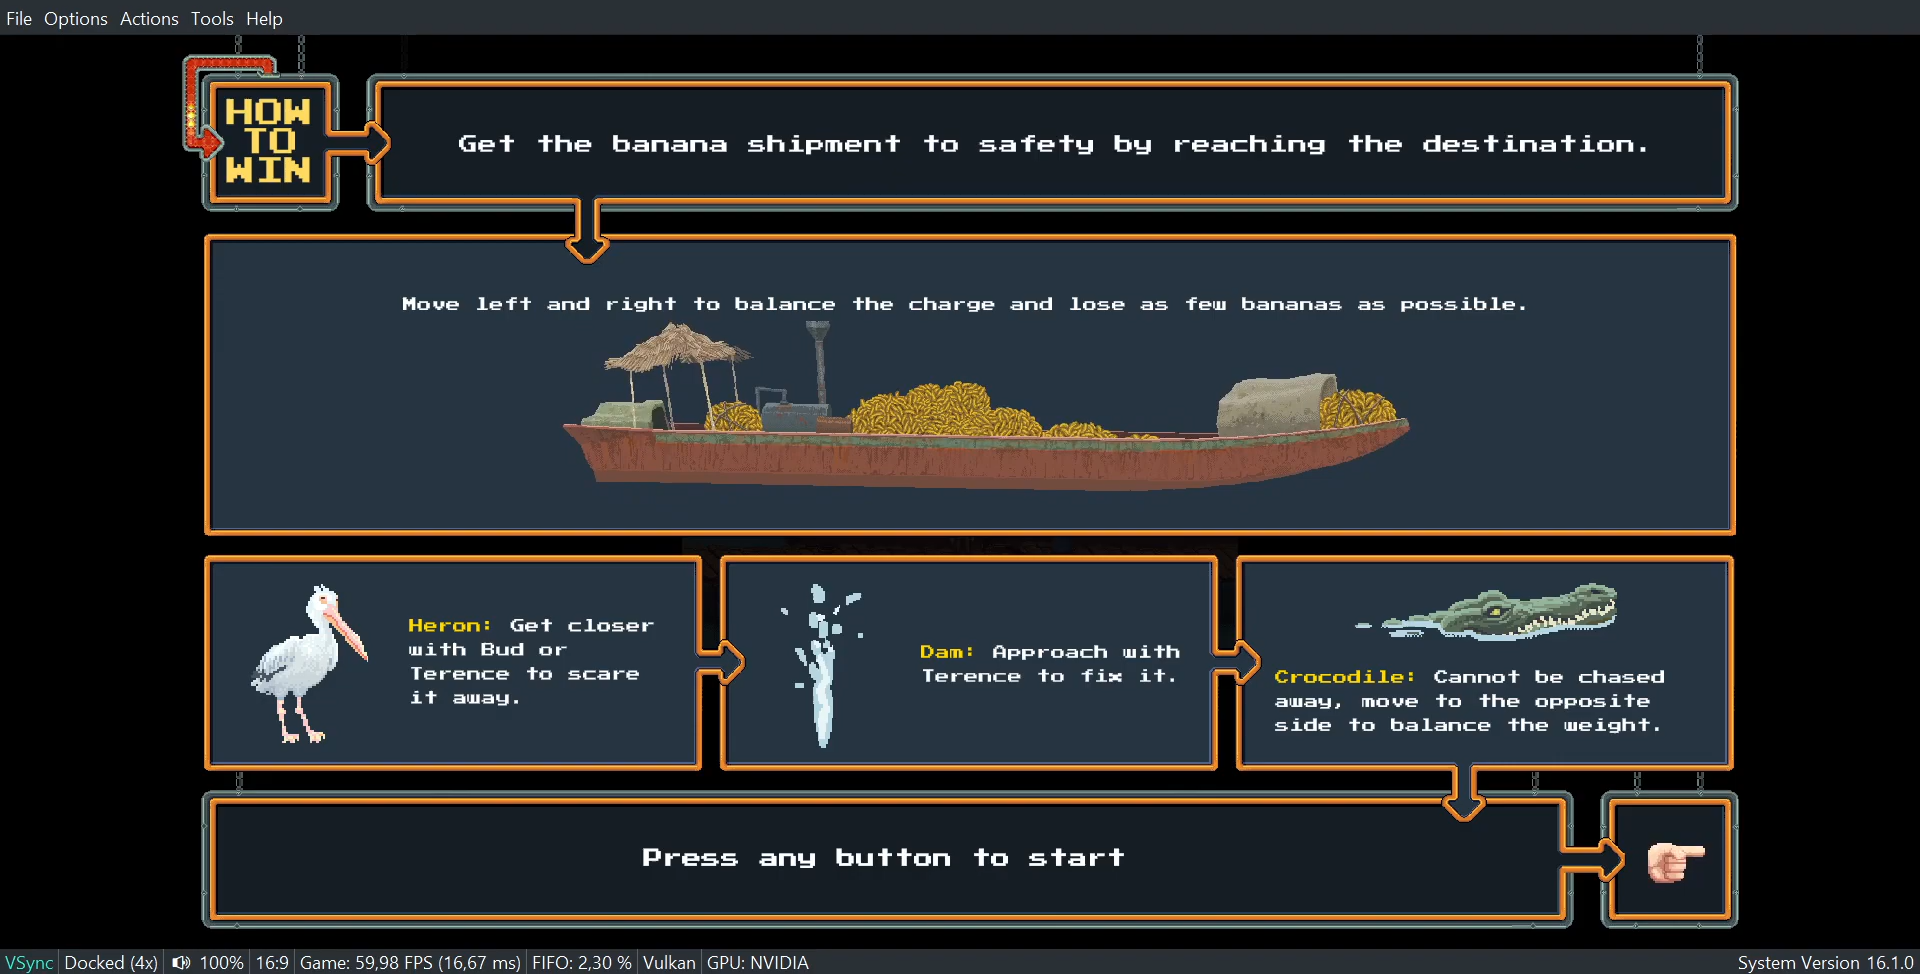 File Options Actions Tools Help
HOW
TO
WIN
Get the banana shipment to safety by reaching the destination.
Move left and right to balance the charge and lose as few bananas as possible.
Heron: Get closer
with Bud or
Terence to scare
it away.
Dam: Approach with
Terence to fix it.
Crocodile: Cannot be chased
away, move to the opposite
side to balance the weight.
Press any button to start
VSync Docked (4x) 100% 16:9 Game: 59,98 FPS (16,67 ms) FIFO: 2,30 % Vulkan GPU: NVIDIA System Version 16.1.0